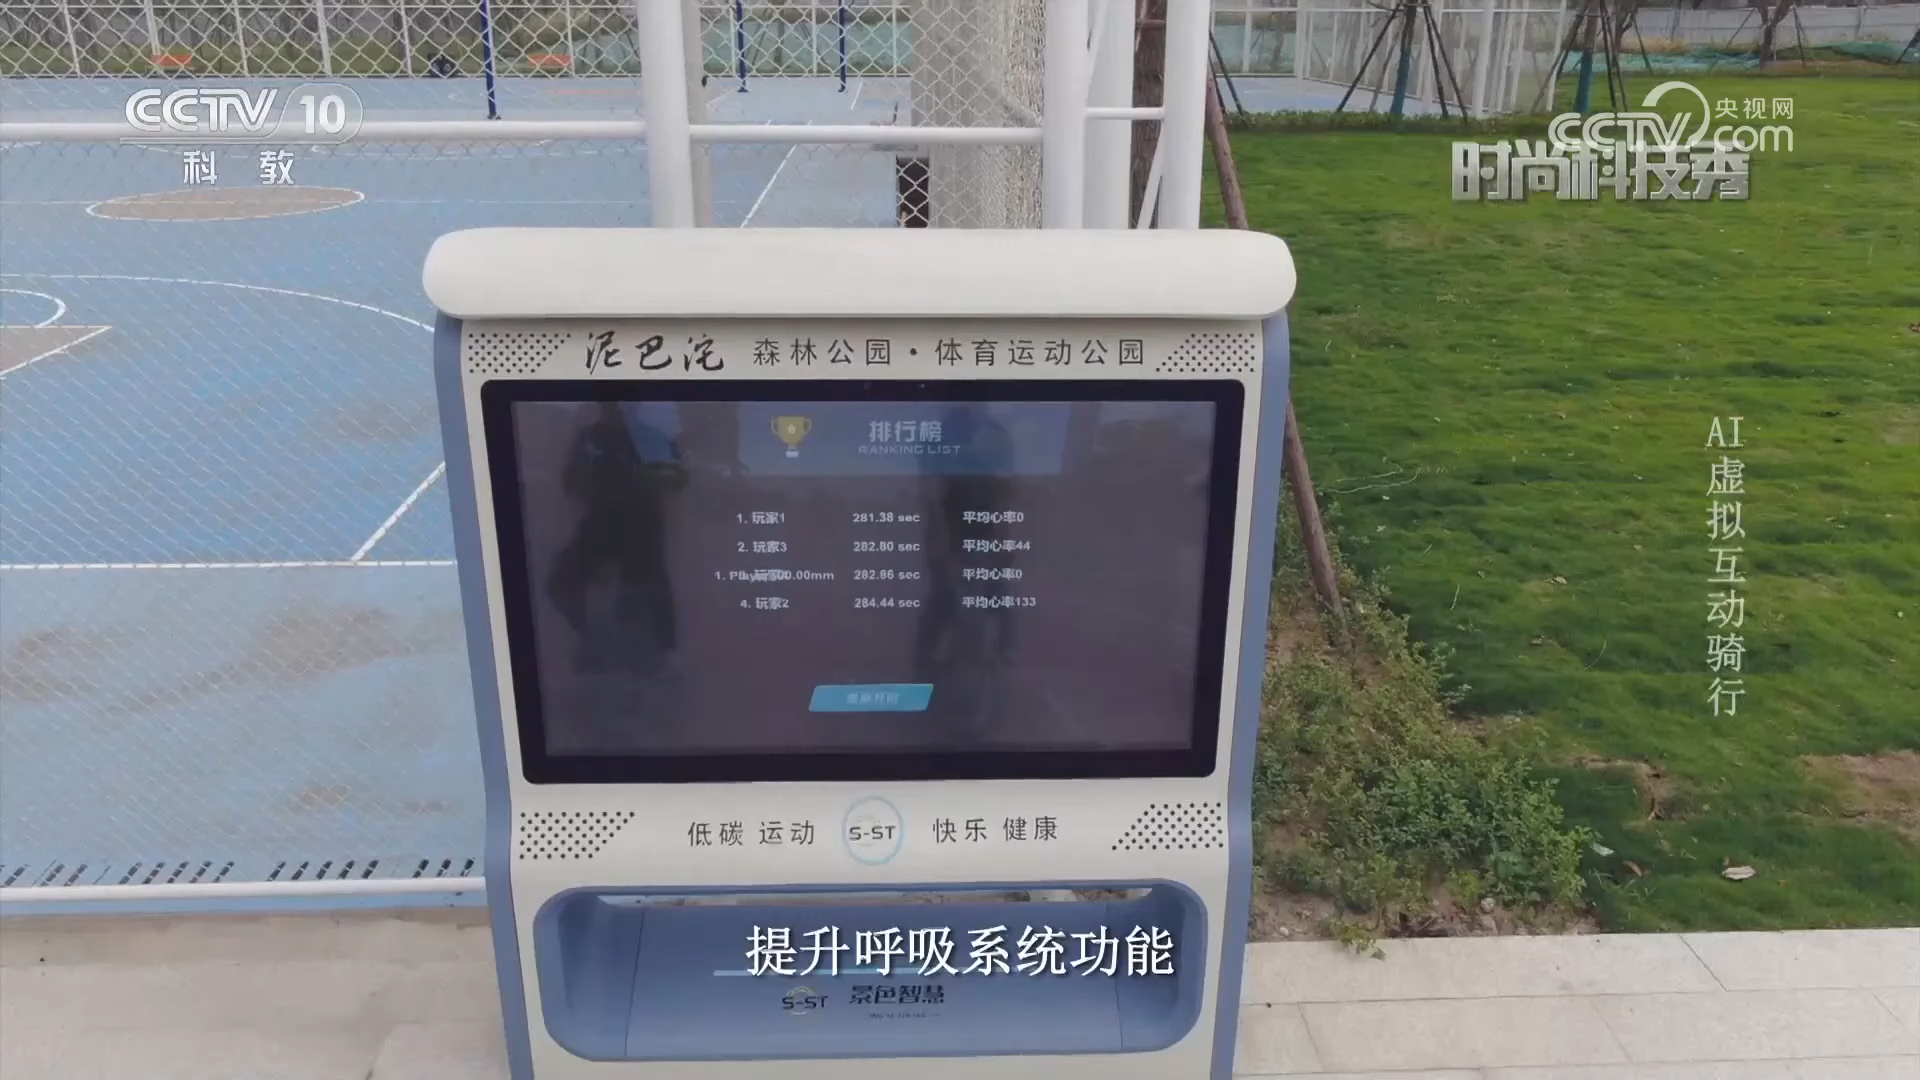 CCTV 10
科教
央视网
CCTV.com
时尚科技秀
泥巴沱 森林公园·体育运动公园
排行榜
RANKING LIST
1. 玩家1 281.38 sec 平均心率0
2. 玩家3 282.80 sec 平均心率44
282.86 sec 平均心率0
4. 玩家2 284.44 sec 平均心率133
AI虚拟互动骑行
低碳 运动 S-ST 快乐 健康
提升呼吸系统功能
S-ST 景色智慧